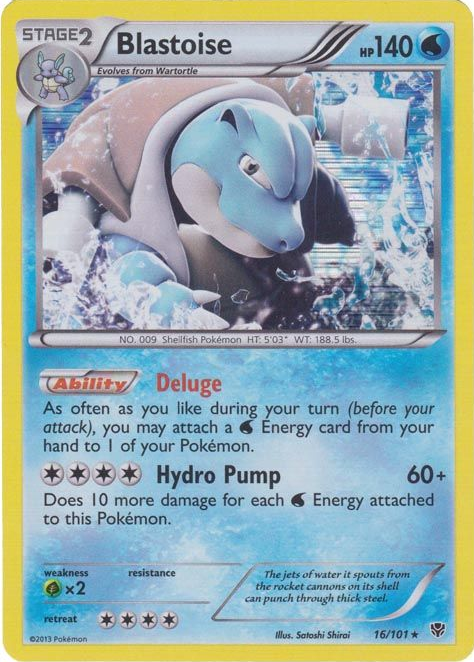 STAGE2
Blastoise
HP140
Evolves from Wartortle
NO. 009 Shellfish Pokémon HT: 5'03" WT: 188.5 lbs.
Ability Deluge
As often as you like during your turn (before your
attack), you may attach a Energy card from your
hand to 1 of your Pokémon.
Hydro Pump 60+
Does 10 more damage for each Energy attached
to this Pokémon.
weakness resistance
×2
The jets of water it spouts from
the rocket cannons on its shell
can punch through thick steel.
retreat
©2013 Pokémon
Illus. Satoshi Shirai
16/101